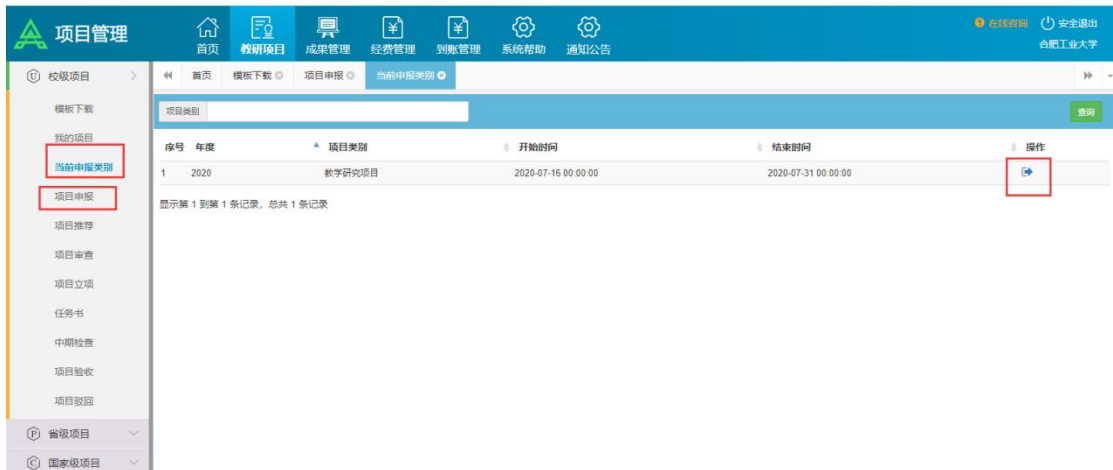 项目管理
首页 教研项目 成果管理 经费管理 到账管理 系统帮助 通知公告
在线咨询 安全退出
合肥工业大学
校级项目
模板下载
我的项目
当前申报类别
项目申报
项目推荐
项目审查
项目立项
任务书
中期检查
项目验收
项目驳回
省级项目
国家级项目
首页 模板下载 项目申报 当前申报类别
项目类别 查询
序号 年度 项目类别 开始时间 结束时间 操作
1 2020 教学研究项目 2020-07-16 00:00:00 2020-07-31 00:00:00
显示第 1 到第 1 条记录，总共 1 条记录